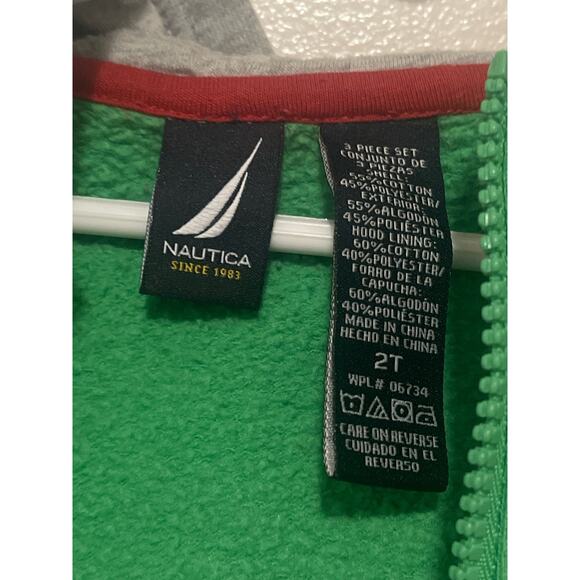 NAUTICA
SINCE 1983
3 PIECE SET
CONJUNTO DE
3 PIEZAS
SHELL:
55%COTTON
45%POLYESTER/
EXTERIOR:
55%ALGODÓN
45%POLIÉSTER
HOOD LINING:
60%COTTON
40%POLYESTER/
FORRO DE LA
CAPUCHA:
60%ALGODÓN
40%POLIÉSTER
MADE IN CHINA
HECHO EN CHINA
2T
WPL# 06734
CARE ON REVERSE
CUIDADO EN EL
REVERSO